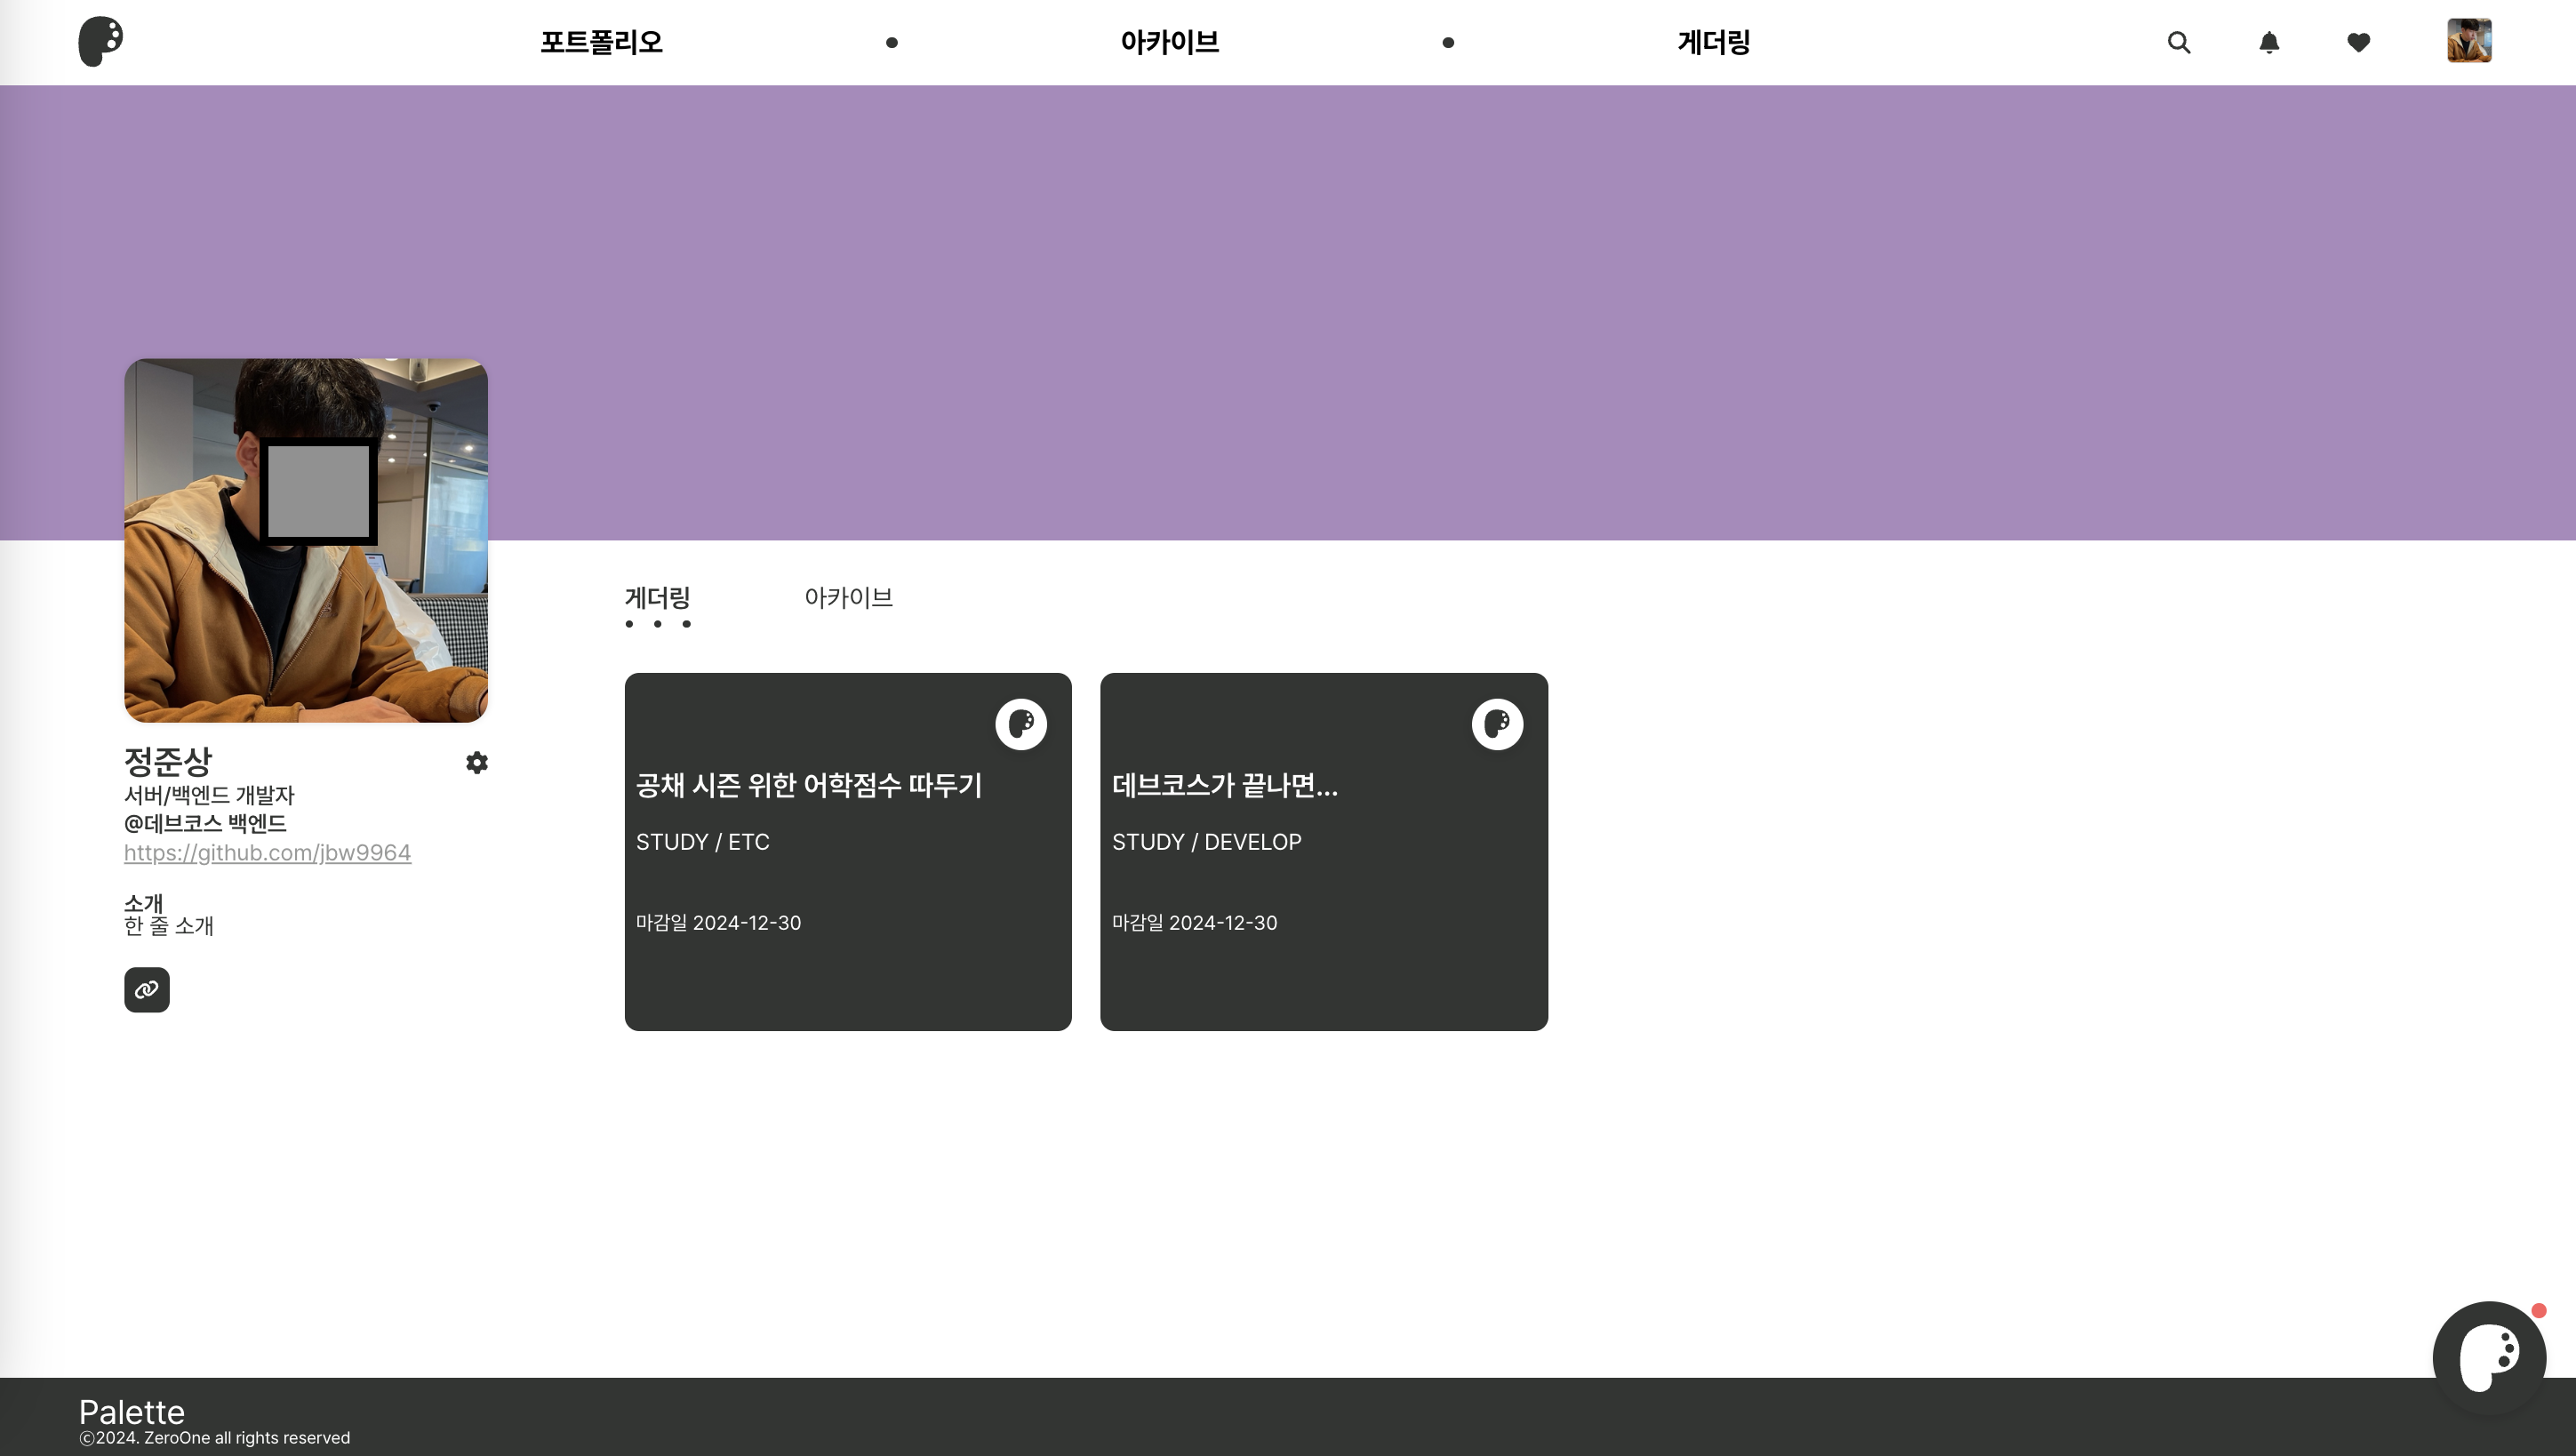 포트폴리오
아카이브
게더링
게더링
아카이브
정준상
서버/백엔드 개발자
@데브코스 백엔드
https://github.com/jbw9964
소개
한 줄 소개
공채 시즌 위한 어학점수 따두기
STUDY / ETC
마감일 2024-12-30
데브코스가 끝나면...
STUDY / DEVELOP
마감일 2024-12-30
Palette
©2024. ZeroOne all rights reserved